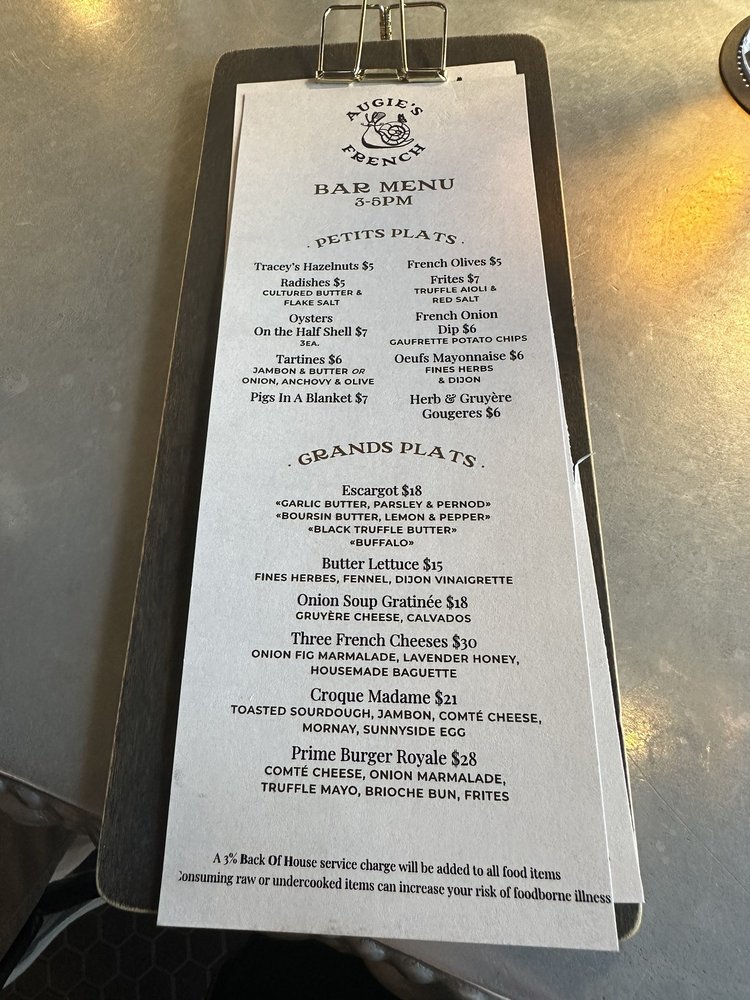 AUGIE'S
FRENCH
BAR MENU
3-5PM
· PETITS PLATS ·
Tracey's Hazelnuts $5
Radishes $5
CULTURED BUTTER &
FLAKE SALT
Oysters
On the Half Shell $7
3EA.
Tartines $6
JAMBON & BUTTER OR
ONION, ANCHOVY & OLIVE
Pigs In A Blanket $7
French Olives $5
Frites $7
TRUFFLE AIOLI &
RED SALT
French Onion
Dip $6
GAUFRETTE POTATO CHIPS
Oeufs Mayonnaise $6
FINES HERBS
& DIJON
Herb & Gruyère
Gougeres $6
· GRANDS PLATS ·
Escargot $18
«GARLIC BUTTER, PARSLEY & PERNOD»
«BOURSIN BUTTER, LEMON & PEPPER»
«BLACK TRUFFLE BUTTER»
«BUFFALO»
Butter Lettuce $15
FINES HERBES, FENNEL, DIJON VINAIGRETTE
Onion Soup Gratinée $18
GRUYÈRE CHEESE, CALVADOS
Three French Cheeses $30
ONION FIG MARMALADE, LAVENDER HONEY,
HOUSEMADE BAGUETTE
Croque Madame $21
TOASTED SOURDOUGH, JAMBON, COMTÉ CHEESE,
MORNAY, SUNNYSIDE EGG
Prime Burger Royale $28
COMTÉ CHEESE, ONION MARMALADE,
TRUFFLE MAYO, BRIOCHE BUN, FRITES
A 3% Back Of House service charge will be added to all food items
Consuming raw or undercooked items can increase your risk of foodborne illness